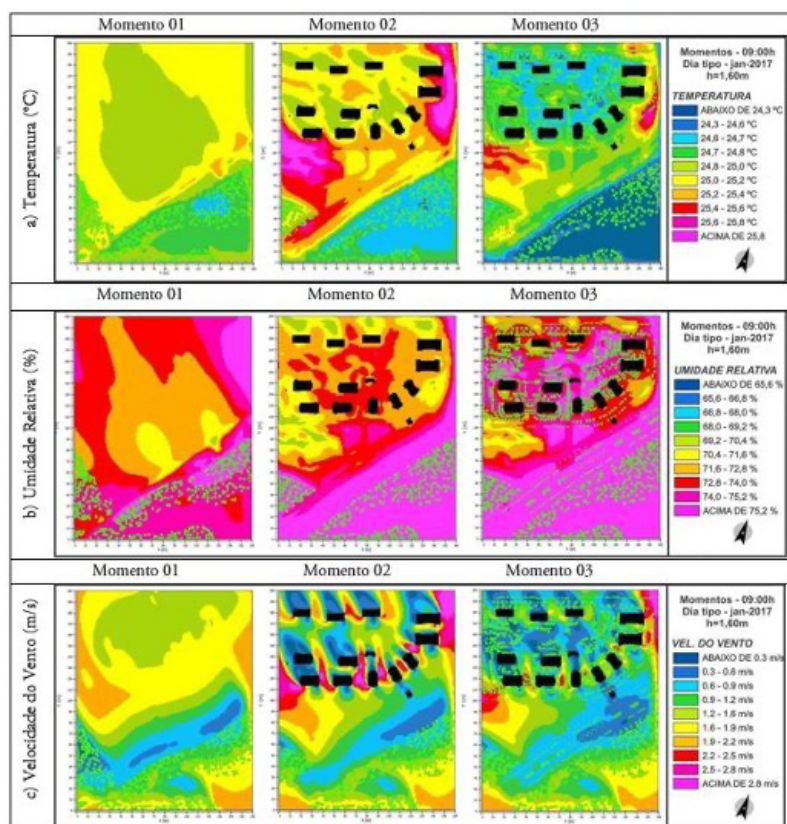 Momento 01 Momento 02 Momento 03
a) Temperatura (°C)
Momentos - 09:00h
Dia tipo - jan-2017
h=1,60m
TEMPERATURA
ABAIXO DE 24,3 ºC
24,3 - 24,6 ºC
24,6 - 24,7 ºC
24,7 - 24,8 ºC
24,8 - 25,0 ºC
25,0 - 25,2 ºC
25,2 - 25,4 ºC
25,4 - 25,6 ºC
25,6 - 25,8 ºC
ACIMA DE 25,8
Momento 01 Momento 02 Momento 03
b) Umidade Relativa (%)
Momentos - 09:00h
Dia tipo - jan-2017
h=1,60m
UMIDADE RELATIVA
ABAIXO DE 65,6 %
65,6 - 66,8 %
66,8 - 68,0 %
68,0 - 69,2 %
69,2 - 70,4 %
70,4 - 71,6 %
71,6 - 72,8 %
72,8 - 74,0 %
74,0 - 75,2 %
ACIMA DE 75,2 %
Momento 01 Momento 02 Momento 03
c) Velocidade do Vento (m/s)
Momentos - 09:00h
Dia tipo - jan-2017
h=1,60m
VEL. DO VENTO
ABAIXO DE 0.3 m/s
0.3 - 0.6 m/s
0.6 - 0.9 m/s
0.9 - 1.2 m/s
1.2 - 1.6 m/s
1.6 - 1.9 m/s
1.9 - 2.2 m/s
2.2 - 2.5 m/s
2.5 - 2.8 m/s
ACIMA DE 2.8 m/s